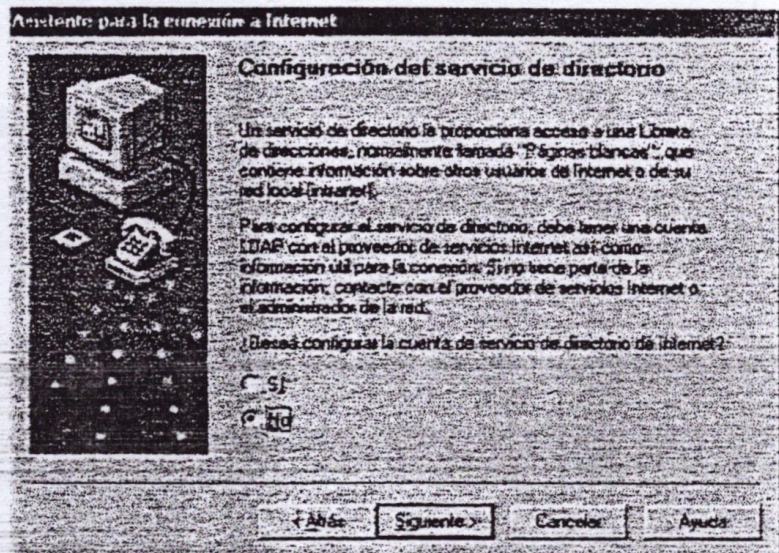 Asistente para la conexión a Internet
Configuración del servicio de directorio
Un servicio de directorio le proporciona acceso a una Libreta
de direcciones, normalmente llamada "Páginas blancas", que
contiene información sobre otros usuarios de Internet o de su
red local (intranet).
Para configurar el servicio de directorio, debe tener una cuenta
LDAP con el proveedor de servicios Internet así como
información útil para la conexión. Si no tiene parte de la
información, contacte con el proveedor de servicios Internet o
el administrador de la red.
¿Desea configurar la cuenta de servicio de directorio de Internet?
Sí
No
< Atrás
Siguiente >
Cancelar
Ayuda